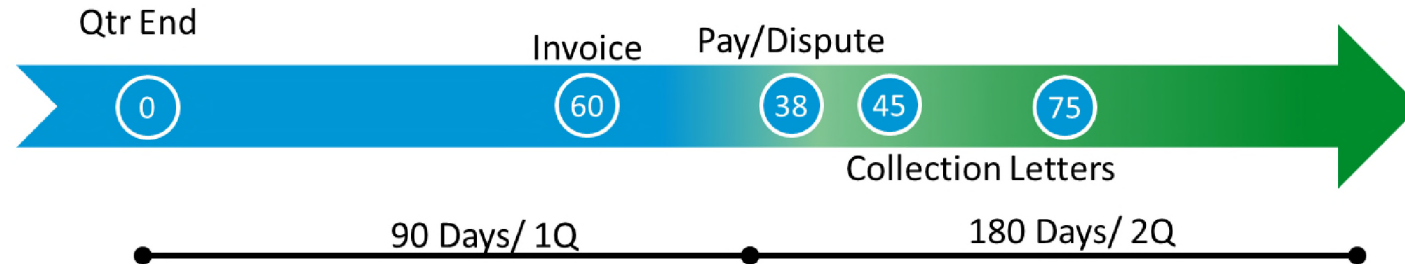 Qtr End
Invoice
Pay/Dispute
0
60
38
45
75
Collection Letters
90 Days/ 1Q
180 Days/ 2Q